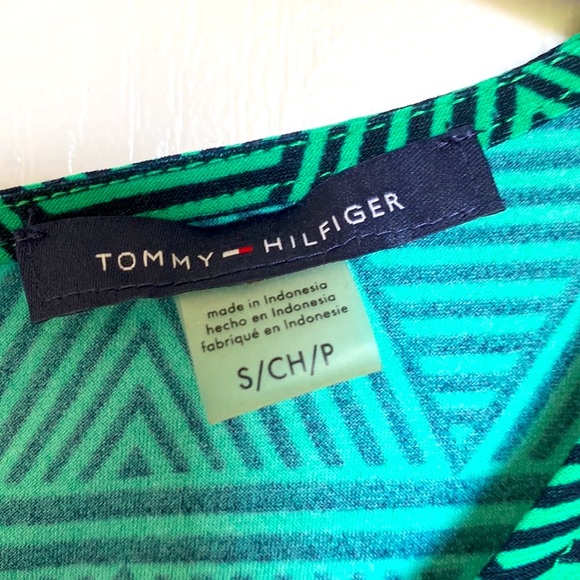 TOMMY HILFIGER
made in Indonesia
hecho en Indonesia
fabriqué en Indonesie
S/CH/P